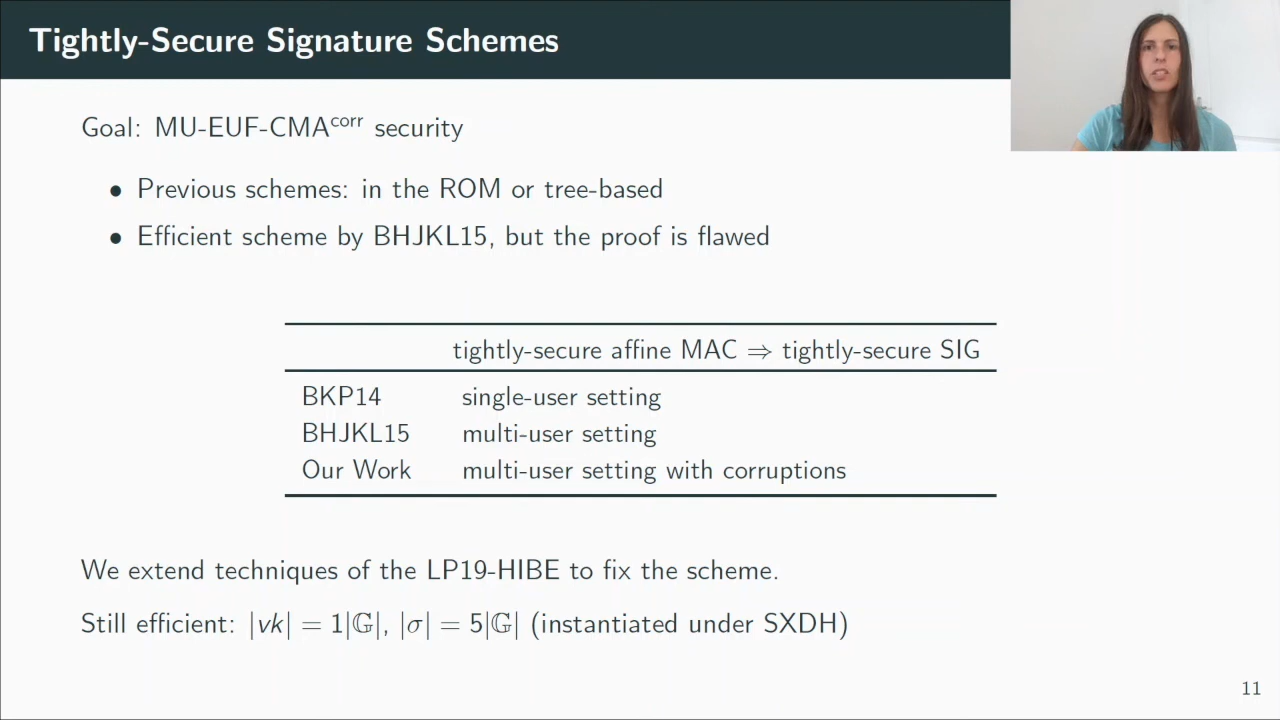 Tightly-Secure Signature Schemes
Goal: MU-EUF-CMA^corr security
• Previous schemes: in the ROM or tree-based
• Efficient scheme by BHJKL15, but the proof is flawed
tightly-secure affine MAC ⇒ tightly-secure SIG
BKP14 single-user setting
BHJKL15 multi-user setting
Our Work multi-user setting with corruptions
We extend techniques of the LP19-HIBE to fix the scheme.
Still efficient: |vk| = 1|𝔾|, |σ| = 5|𝔾| (instantiated under SXDH)
11